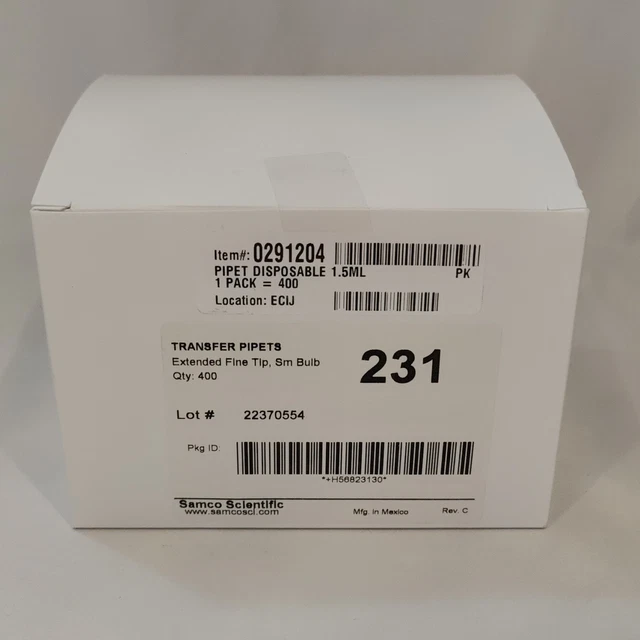 Item#: 0291204
PIPET DISPOSABLE 1.5ML PK
1 PACK = 400
Location: ECIJ
TRANSFER PIPETS
Extended Fine Tip, Sm Bulb
Qty: 400
231
Lot # 22370554
Pkg ID:
*+H56823130*
Samco Scientific
www.samcosci.com
Mfg. in Mexico
Rev. C